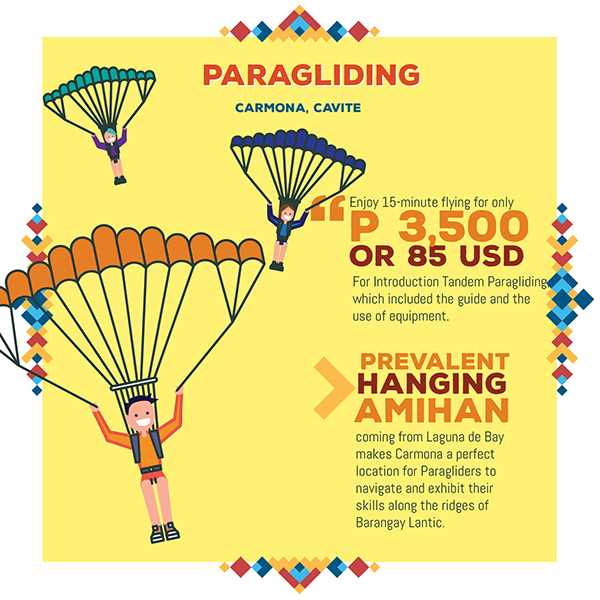 PARAGLIDING
CARMONA, CAVITE
“
Enjoy 15-minute flying for only
P 3,500
OR 85 USD
For Introduction Tandem Paragliding
which included the guide and the
use of equipment.
PREVALENT
HANGING
AMIHAN
coming from Laguna de Bay
makes Carmona a perfect
location for Paragliders to
navigate and exhibit their
skills along the ridges of
Barangay Lantic.